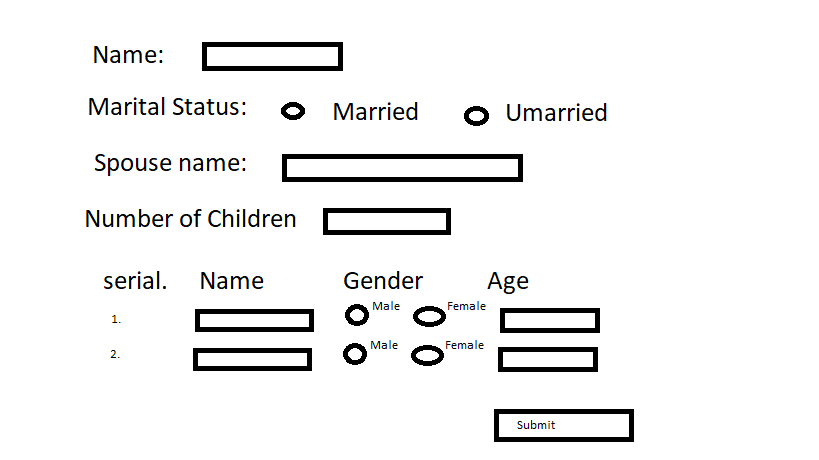 Name:
Marital Status: Married Umarried
Spouse name:
Number of Children
serial. Name Gender Age
1. Male Female
2. Male Female
Submit